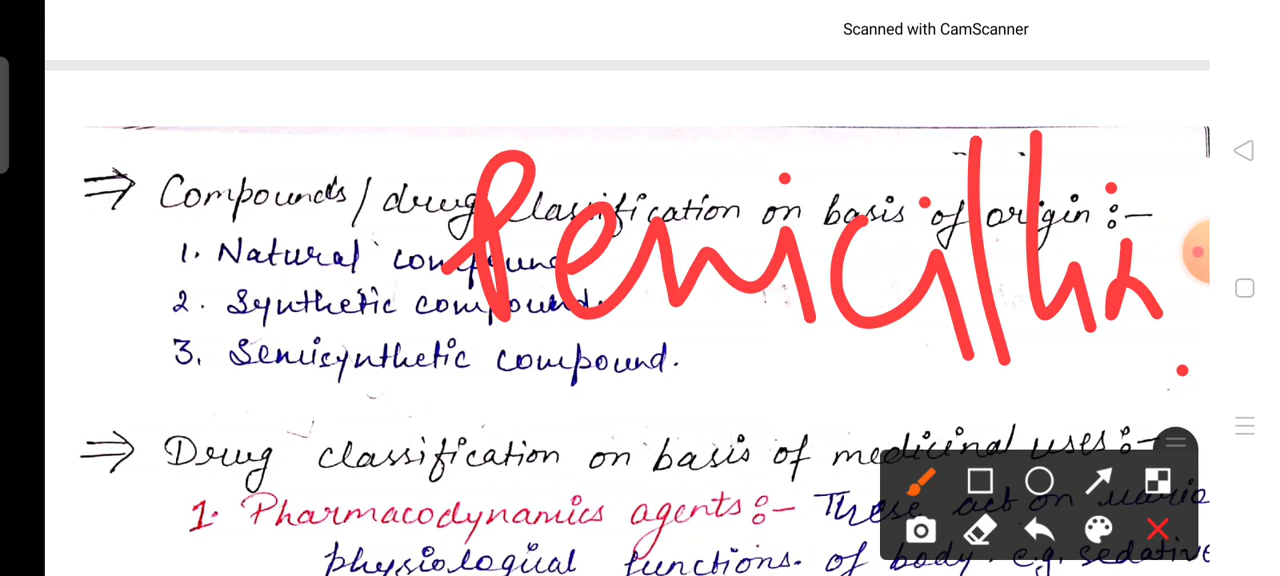 Scanned with CamScanner
⇒ Compounds/drug classification on basis of origin :-
Penicillin
1. Natural compound
2. Synthetic compound.
3. Semisynthetic compound.
⇒ Drug classification on basis of medicinal uses :-
1. Pharmacodynamics agents :- These act on
physiological functions of body e.g. sedative